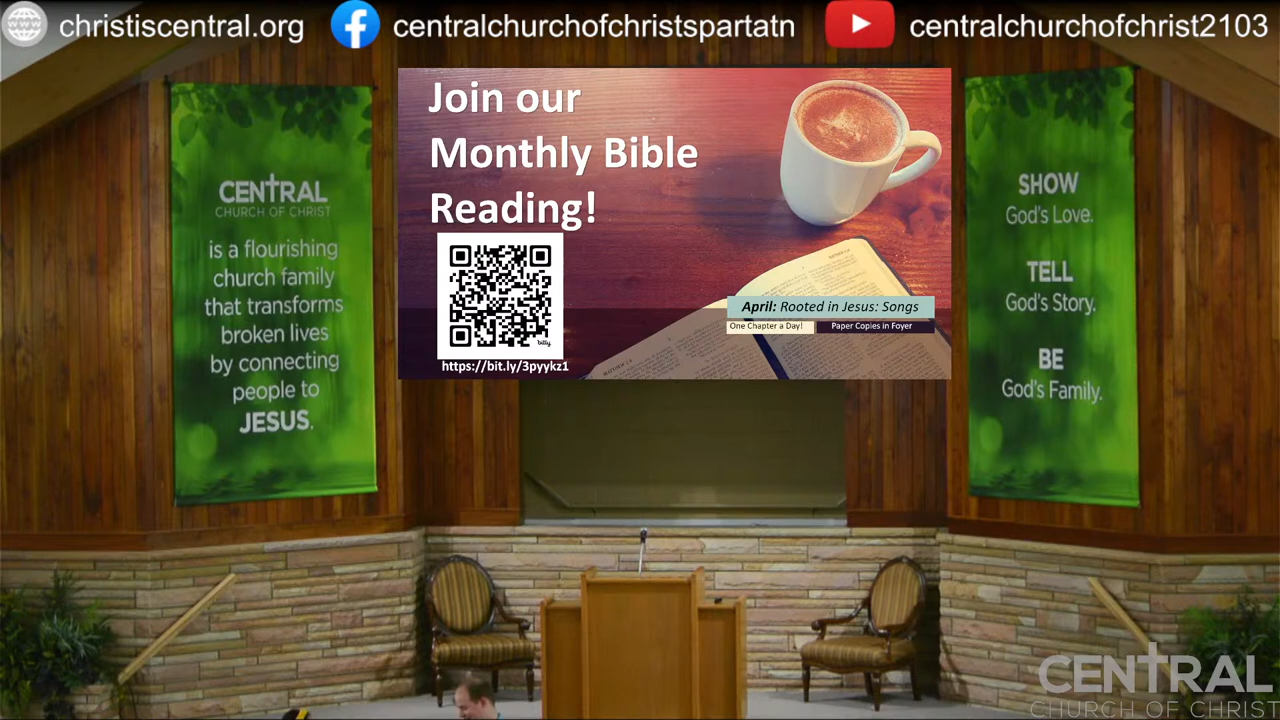 christiscentral.org
centralchurchofchristspartatn
centralchurchofchrist2103
Join our
Monthly Bible
Reading!
bitly
https://bit.ly/3pyykz1
April: Rooted in Jesus: Songs
One Chapter a Day!
Paper Copies in Foyer
CENTRAL
CHURCH OF CHRIST
is a flourishing
church family
that transforms
broken lives
by connecting
people to
JESUS.
SHOW
God's Love.
TELL
God's Story.
BE
God's Family.
CENTRAL
CHURCH OF CHRIST